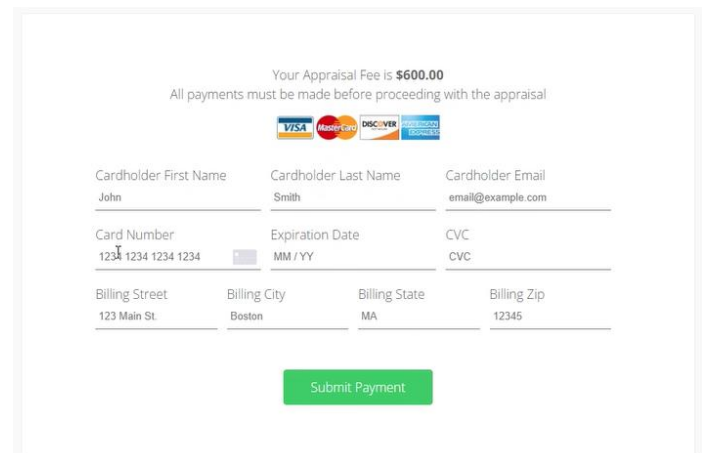 Your Appraisal Fee is $600.00
All payments must be made before proceeding with the appraisal
VISA MasterCard DISCOVER AMERICAN EXPRESS
Cardholder First Name Cardholder Last Name Cardholder Email
John Smith email@example.com
Card Number Expiration Date CVC
1234 1234 1234 1234 MM / YY CVC
Billing Street Billing City Billing State Billing Zip
123 Main St. Boston MA 12345
Submit Payment